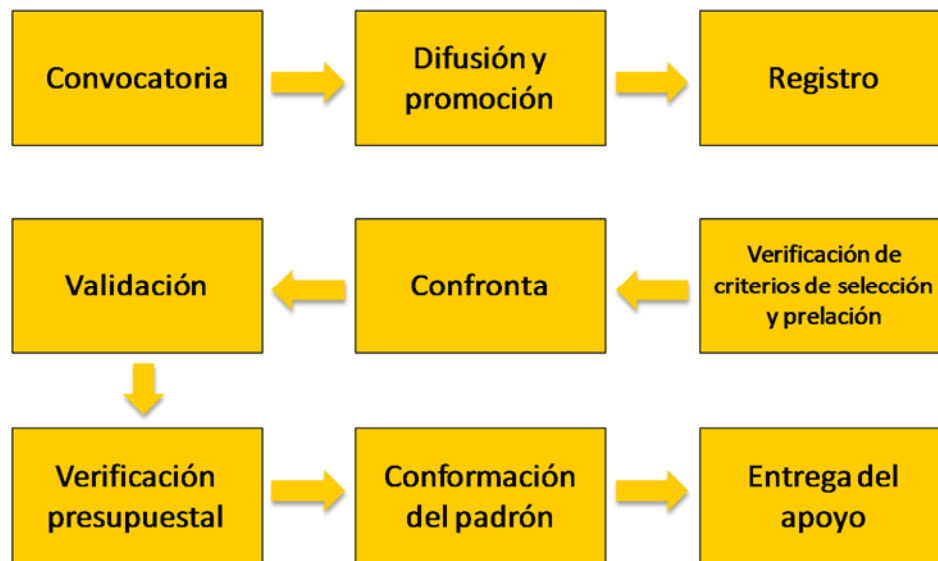 Convocatoria
Difusión y
promoción
Registro
Verificación de
criterios de selección
y prelación
Confronta
Validación
Verificación
presupuestal
Conformación
del padrón
Entrega del
apoyo